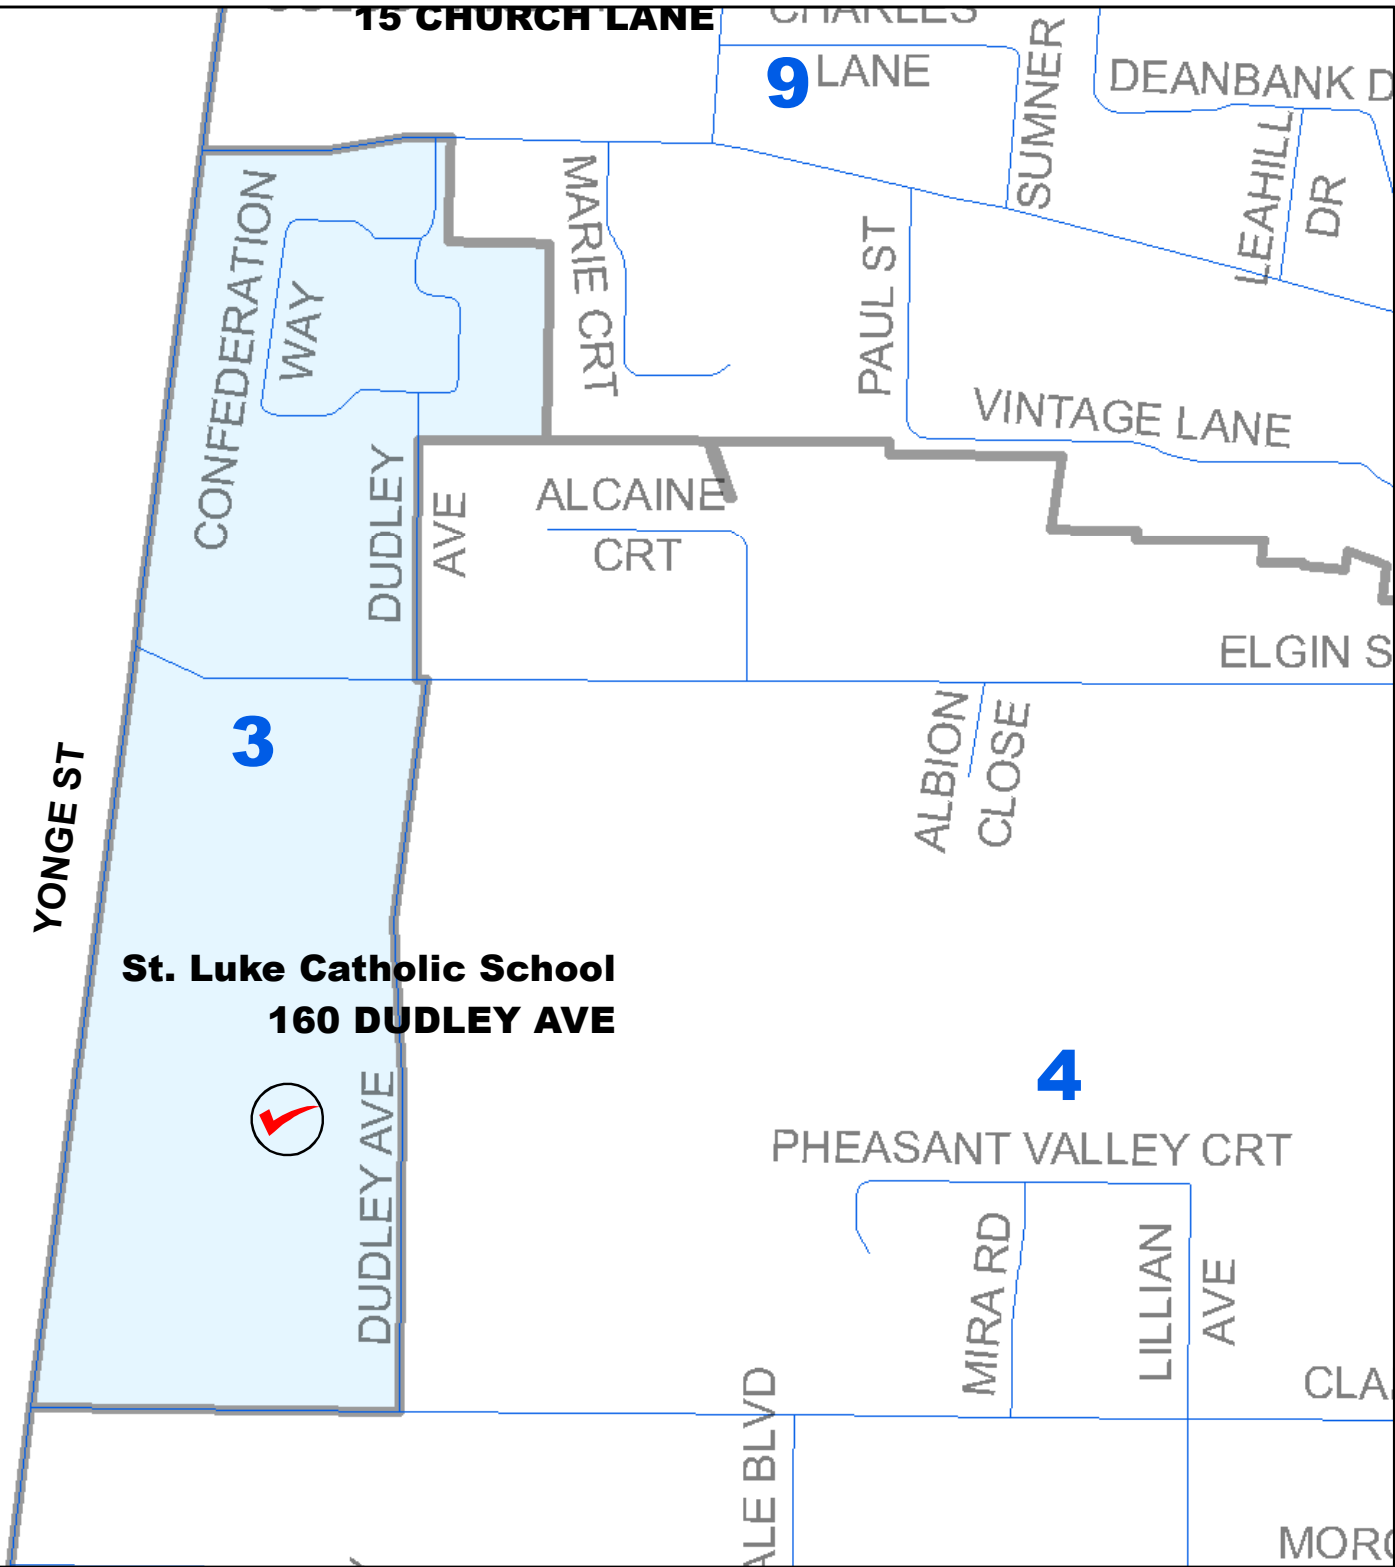 15 CHURCH LANE
CHARLES
LANE
9
SUMNER
DEANBANK D
LEAHILL
DR
CONFEDERATION
WAY
MARIE CRT
PAUL ST
VINTAGE LANE
DUDLEY
AVE
ALCAINE
CRT
ELGIN S
3
ALBION
CLOSE
YONGE ST
St. Luke Catholic School
160 DUDLEY AVE
4
DUDLEY AVE
PHEASANT VALLEY CRT
MIRA RD
LILLIAN
AVE
CLA
ALE BLVD
MOR